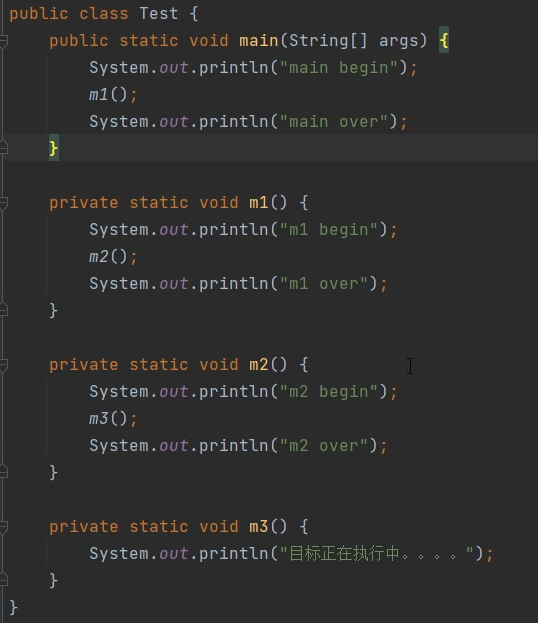 public class Test {
    public static void main(String[] args) {
        System.out.println("main begin");
        m1();
        System.out.println("main over");
    }
    private static void m1() {
        System.out.println("m1 begin");
        m2();
        System.out.println("m1 over");
    }
    private static void m2() {
        System.out.println("m2 begin");
        m3();
        System.out.println("m2 over");
    }
    private static void m3() {
        System.out.println("目标正在执行中。。。。");
    }
}